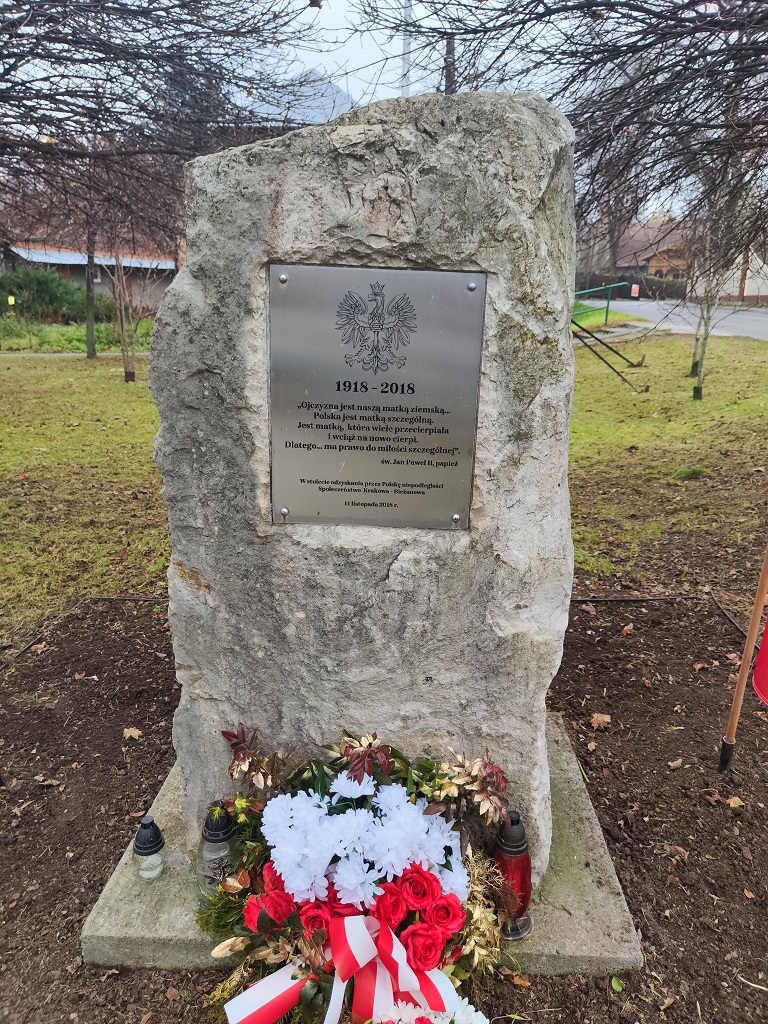 1918 - 2018
„Ojczyzna jest naszą matką ziemską...
Polska jest matką szczególną.
Jest matką, która wiele przecierpiała
i wciąż na nowo cierpi.
Dlatego... ma prawo do miłości szczególnej”.
św. Jan Paweł II, papież
W stulecie odzyskania przez Polskę niepodległości
Społeczeństwo Krakowa - Bieżanowa
11 listopada 2018 r.